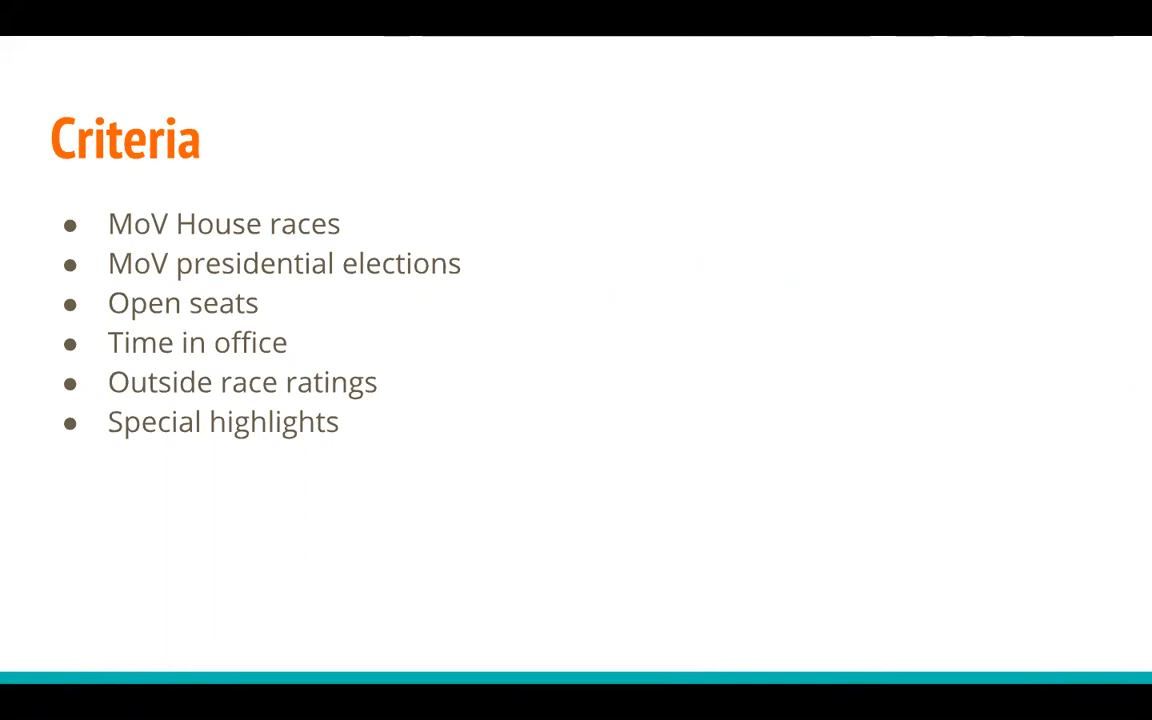 Criteria
● MoV House races
● MoV presidential elections
● Open seats
● Time in office
● Outside race ratings
● Special highlights